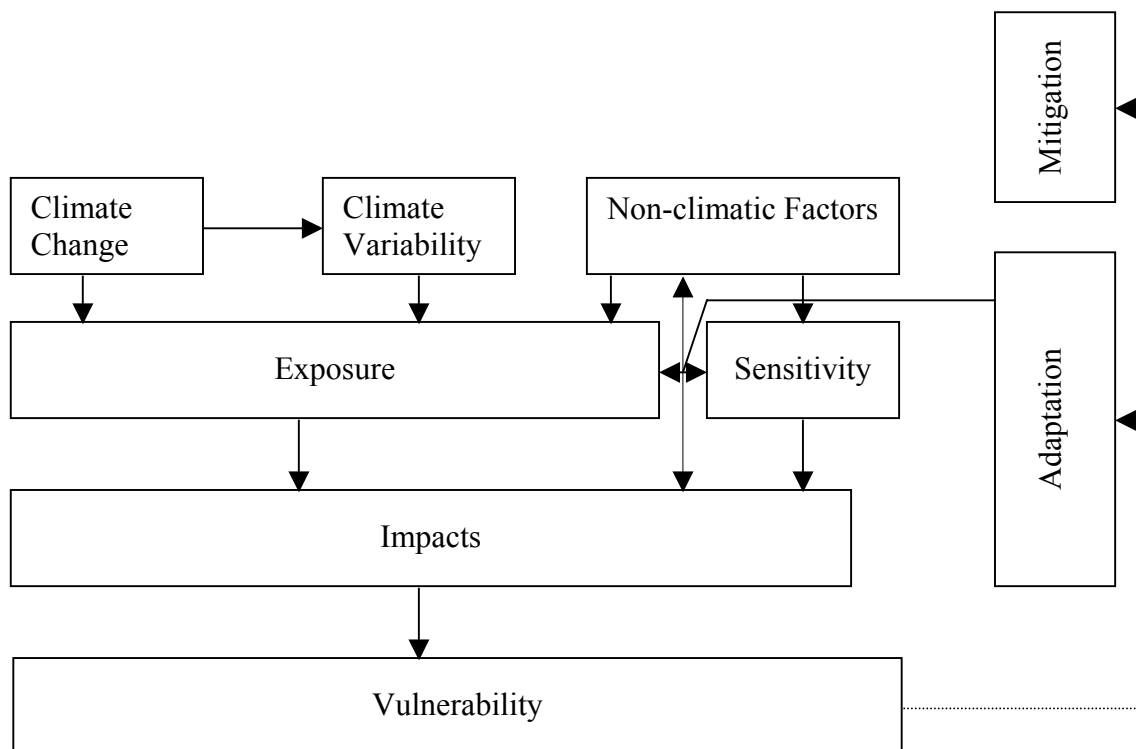 Mitigation
Climate
Change
Climate
Variability
Non-climatic Factors
Exposure
Sensitivity
Adaptation
Impacts
Vulnerability